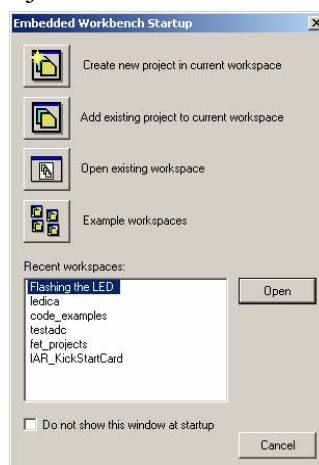 Embedded Workbench Startup
Create new project in current workspace
Add existing project to current workspace
Open existing workspace
Example workspaces
Recent workspaces:
Flashing the LED
ledica
code_examples
testadc
fet_projects
IAR_KickStartCard
Open
Do not show this window at startup
Cancel